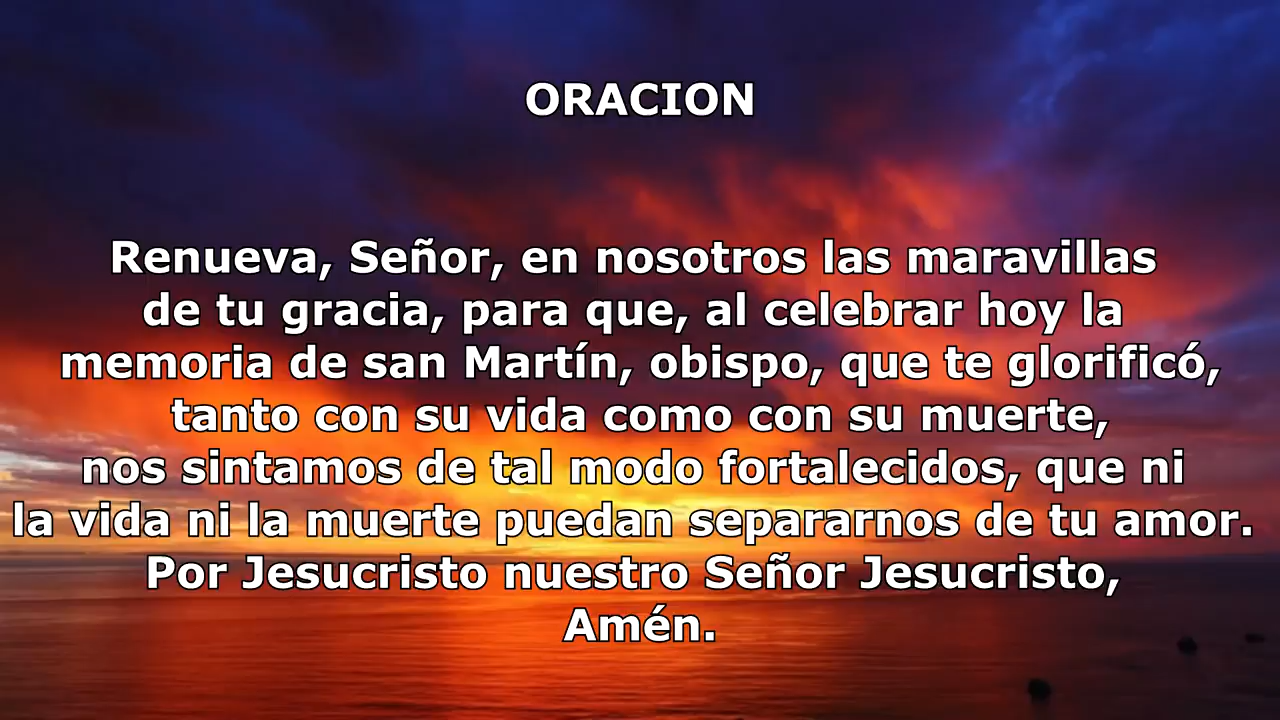 ORACION
Renueva, Señor, en nosotros las maravillas
de tu gracia, para que, al celebrar hoy la
memoria de san Martín, obispo, que te glorificó,
tanto con su vida como con su muerte,
nos sintamos de tal modo fortalecidos, que ni
la vida ni la muerte puedan separarnos de tu amor.
Por Jesucristo nuestro Señor Jesucristo,
Amén.